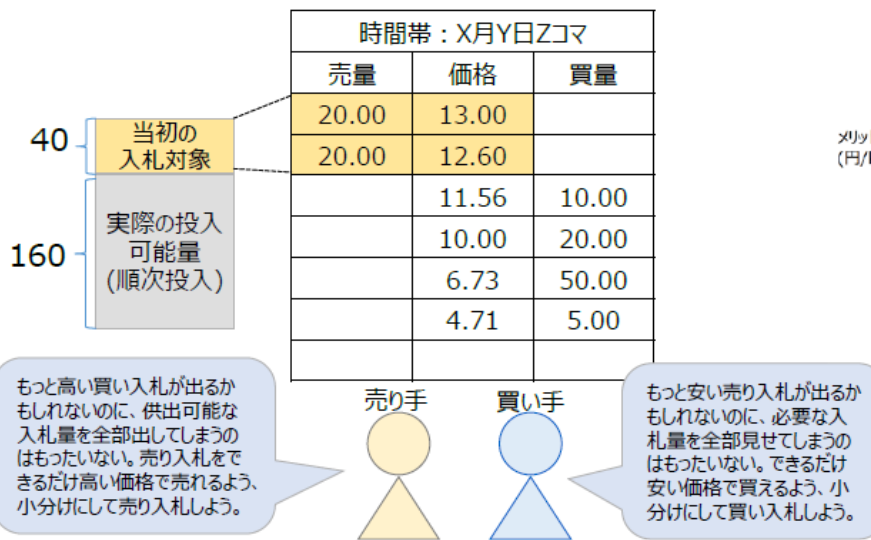 時間帯：X月Y日Zコマ
売量 価格 買量
20.00 13.00
20.00 12.60
11.56 10.00
10.00 20.00
6.73 50.00
4.71 5.00
40
当初の
入札対象
160
実際の投入
可能量
(順次投入)
メリッ
(円/
もっと高い買い入札が出るか
もしれないのに、供出可能な
入札量を全部出してしまうの
はもったいない。売り入札をで
きるだけ高い価格で売れるよう、
小分けにして売り入札しよう。
売り手
買い手
もっと安い売り入札が出るか
もしれないのに、必要な入
札量を全部見せてしまうの
はもったいない。できるだけ
安い価格で買えるよう、小
分けにして買い入札しよう。